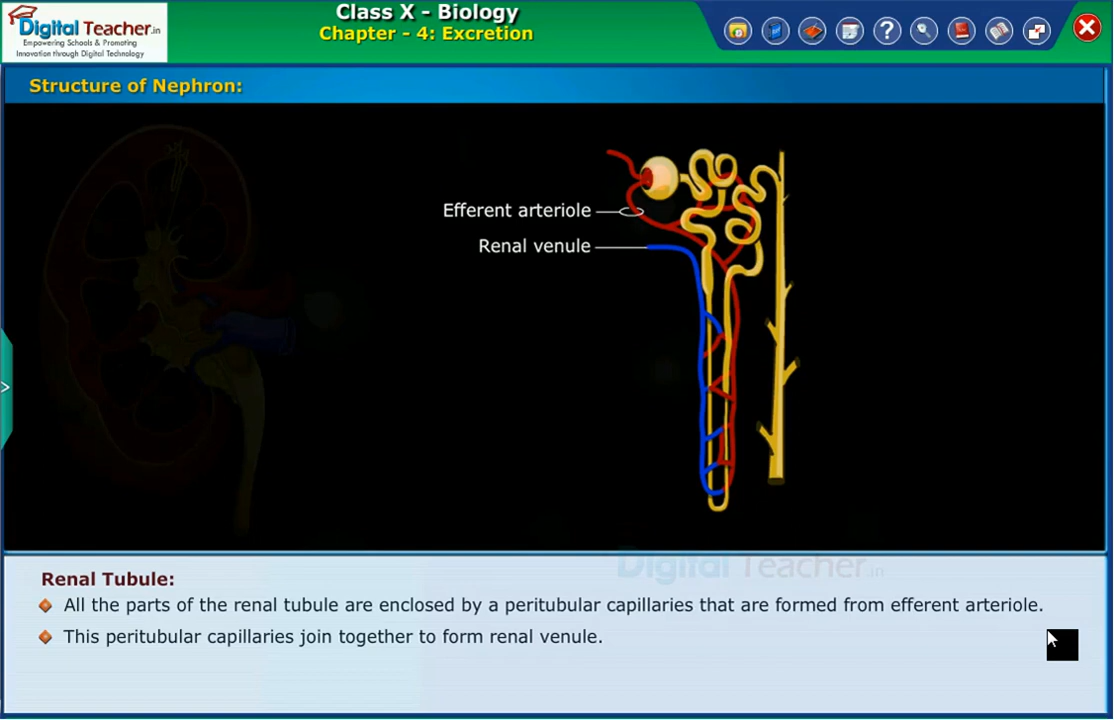 Digital Teacher.in
Empowering Schools & Promoting
Innovation through Digital Technology
Class X - Biology
Chapter - 4: Excretion
Structure of Nephron:
Efferent arteriole
Renal venule
>
Digital Teacher.in
Renal Tubule:
All the parts of the renal tubule are enclosed by a peritubular capillaries that are formed from efferent arteriole.
This peritubular capillaries join together to form renal venule.